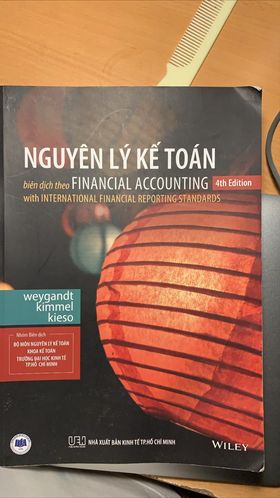 NGUYÊN LÝ KẾ TOÁN
biên dịch theo FINANCIAL ACCOUNTING 4th Edition
with INTERNATIONAL FINANCIAL REPORTING STANDARDS
weygandt
kimmel
kieso
Nhóm Biên dịch
BỘ MÔN NGUYÊN LÝ KẾ TOÁN
KHOA KẾ TOÁN
TRƯỜNG ĐẠI HỌC KINH TẾ
TP.HỒ CHÍ MINH
NHÀ XUẤT BẢN KINH TẾ TP.HỒ CHÍ MINH
WILEY